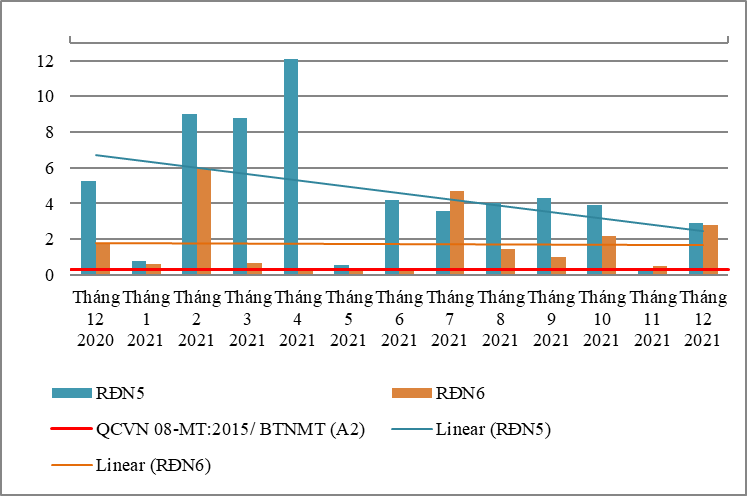 12
10
8
6
4
2
0
Tháng Tháng Tháng Tháng Tháng Tháng Tháng Tháng Tháng Tháng Tháng Tháng Tháng
12 1 2 3 4 5 6 7 8 9 10 11 12
2020 2021 2021 2021 2021 2021 2021 2021 2021 2021 2021 2021 2021
RĐN5
RĐN6
QCVN 08-MT:2015/ BTNMT (A2)
Linear (RĐN5)
Linear (RĐN6)